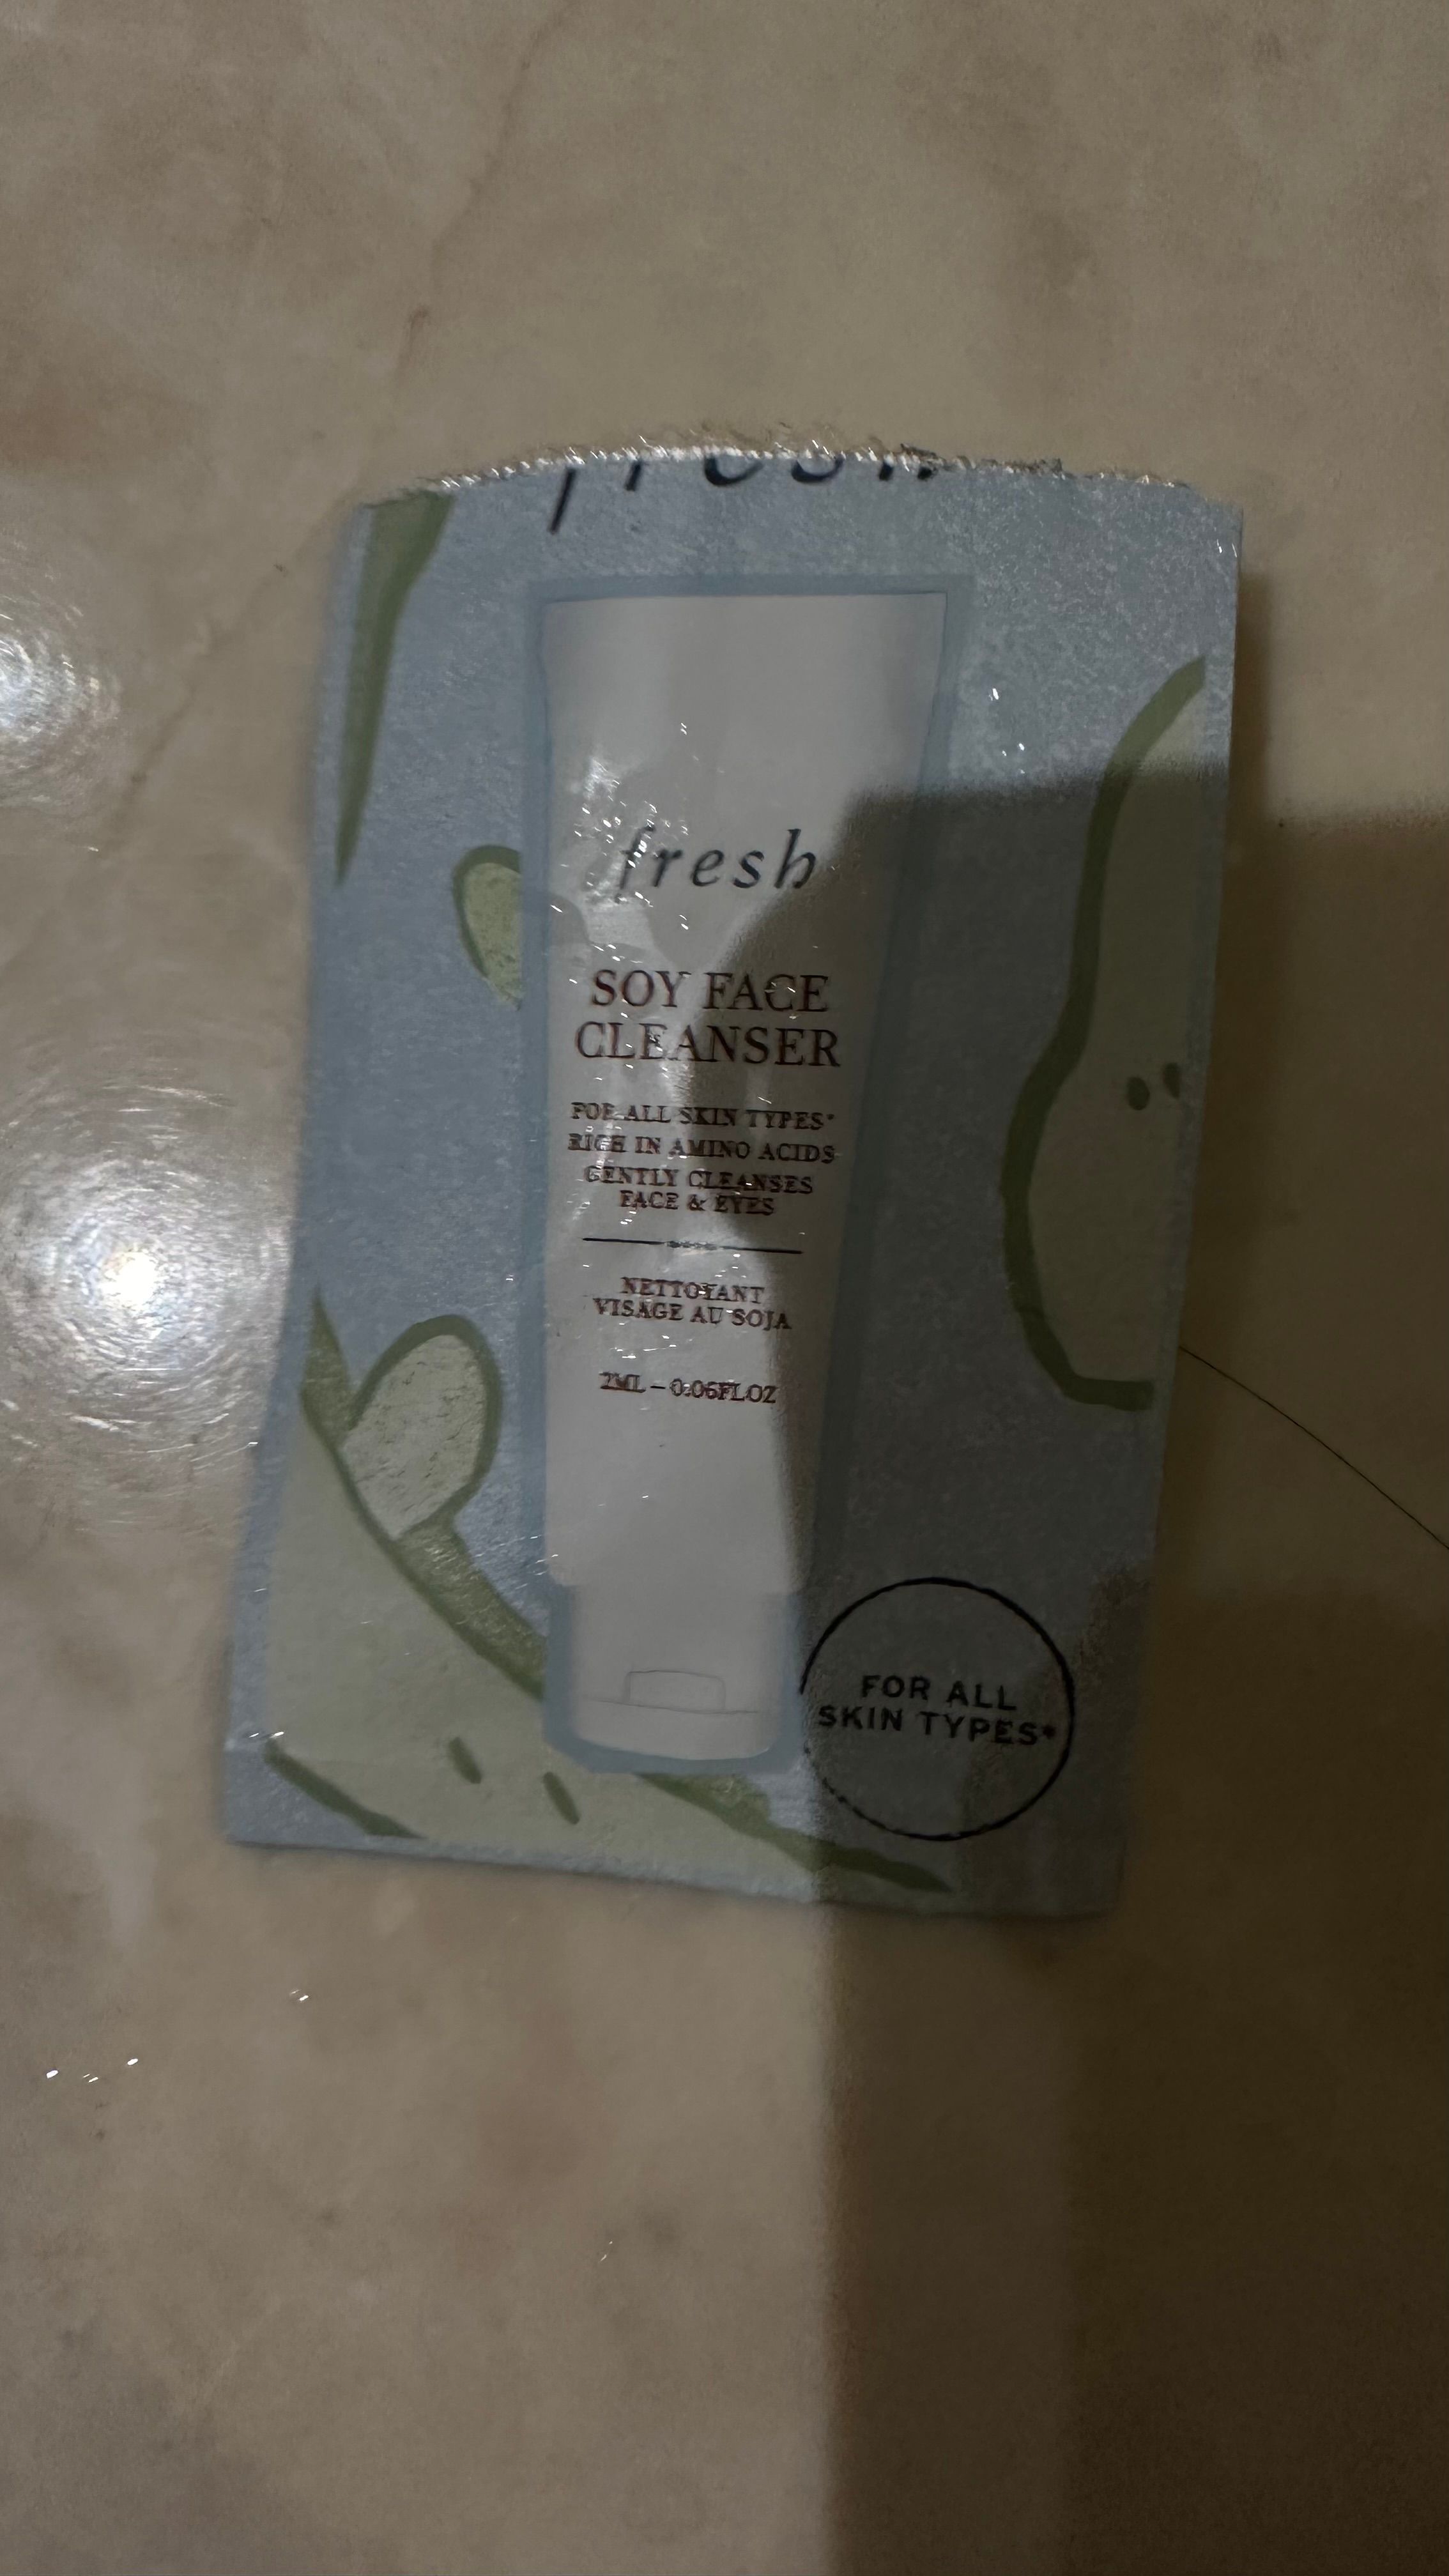 fresh
fresh
SOY FACE
CLEANSER
FOR ALL SKIN TYPES*
RICH IN AMINO ACIDS
GENTLY CLEANSES
FACE & EYES
NETTOYANT
VISAGE AU SOJA
2ML – 0.06FL.OZ
FOR ALL
SKIN TYPES*